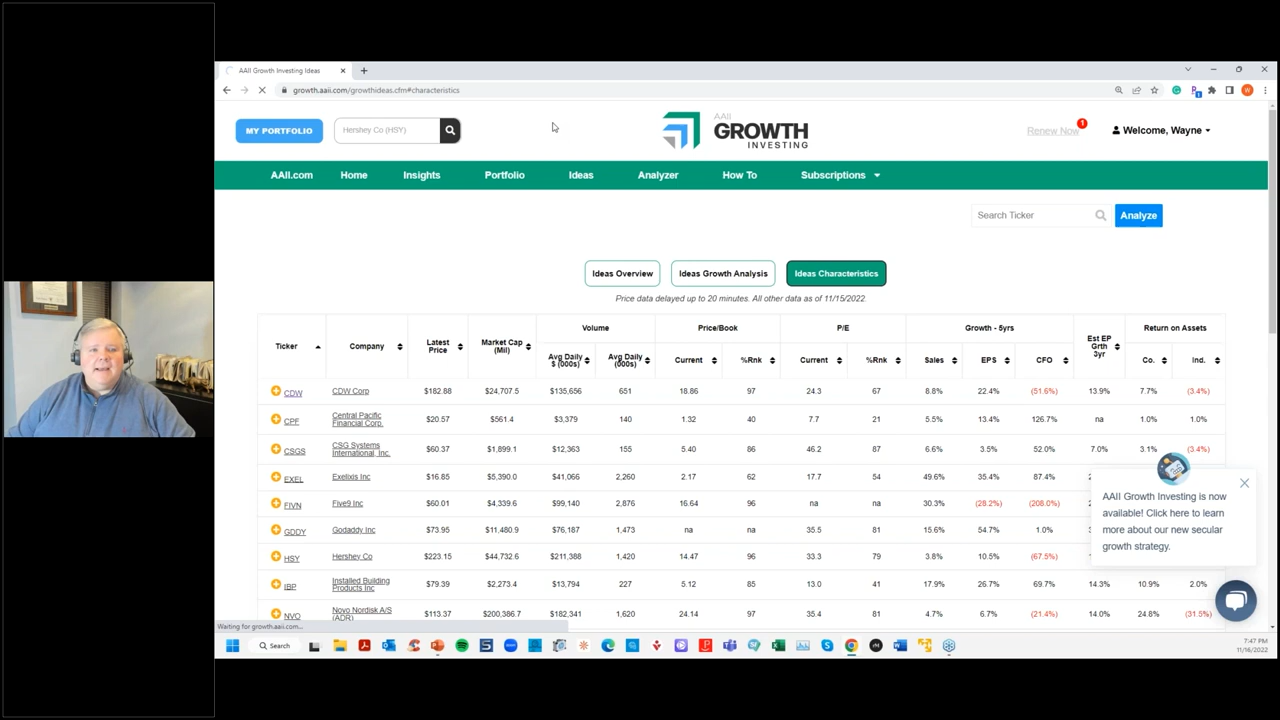 AAII Growth Investing Ideas
growth.aaii.com/growthideas.cfm#characteristics
MY PORTFOLIO
Hershey Co (HSY)
AAII
GROWTH
INVESTING
Renew Now
1
Welcome, Wayne
AAII.com Home Insights Portfolio Ideas Analyzer How To Subscriptions
Search Ticker
Analyze
Ideas Overview Ideas Growth Analysis Ideas Characteristics
Price data delayed up to 20 minutes. All other data as of 11/15/2022.
Ticker Company Latest Price Market Cap (Mil) Volume Price/Book P/E Growth - 5yrs Est EP Grth 3yr Return on Assets
Avg Daily $ (000s) Avg Daily (000s) Current %Rnk Current %Rnk Sales EPS CFO Co. Ind.
CDW CDW Corp $182.88 $24,707.5 $135,656 651 18.86 97 24.3 67 8.8% 22.4% (51.6%) 13.9% 7.7% (3.4%)
CPF Central Pacific Financial Corp. $20.57 $561.4 $3,379 140 1.32 40 7.7 21 5.5% 13.4% 126.7% na 1.0% 1.0%
CSGS CSG Systems International, Inc. $60.37 $1,899.1 $12,363 155 5.40 86 46.2 87 6.6% 3.5% 52.0% 7.0% 3.1% (3.4%)
EXEL Exelixis Inc $16.85 $5,390.0 $41,066 2,260 2.17 62 17.7 54 49.6% 35.4% 87.4%
FIVN Five9 Inc $60.01 $4,339.6 $99,140 2,876 16.64 96 na na 30.3% (28.2%) (208.0%)
GDDY Godaddy Inc $73.95 $11,480.9 $76,187 1,473 na na 35.5 81 15.6% 54.7% 1.0%
HSY Hershey Co $223.15 $44,732.6 $211,388 1,420 14.47 96 33.3 79 3.8% 10.5% (67.5%)
IBP Installed Building Products Inc $79.39 $2,273.4 $13,794 227 5.12 85 13.0 41 17.9% 26.7% 69.7% 14.3% 10.9% 2.0%
NVO Novo Nordisk A/S (ADR) $113.37 $200,386.7 $182,341 1,620 24.14 97 35.4 81 4.7% 6.7% (21.4%) 14.0% 24.8% (31.5%)
AAII Growth Investing is now
available! Click here to learn
more about our new secular
growth strategy.
Waiting for growth.aaii.com...
Search
7:47 PM
11/16/2022